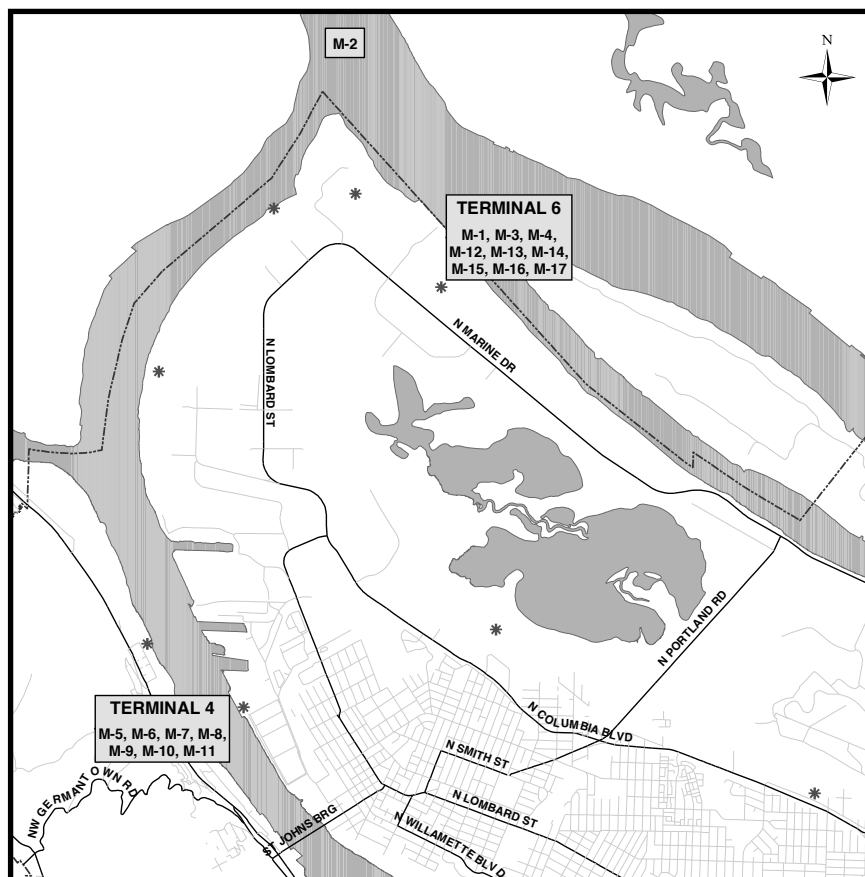 M-2
N
TERMINAL 6
M-1, M-3, M-4,
M-12, M-13, M-14,
M-15, M-16, M-17
N MARINE DR
N LOMBARD ST
N PORTLAND RD
TERMINAL 4
M-5, M-6, M-7, M-8,
M-9, M-10, M-11
N COLUMBIA BLVD
N SMITH ST
N LOMBARD ST
N WILLAMETTE BLVD
NW GERMANTOWN RD
ST JOHNS BRG